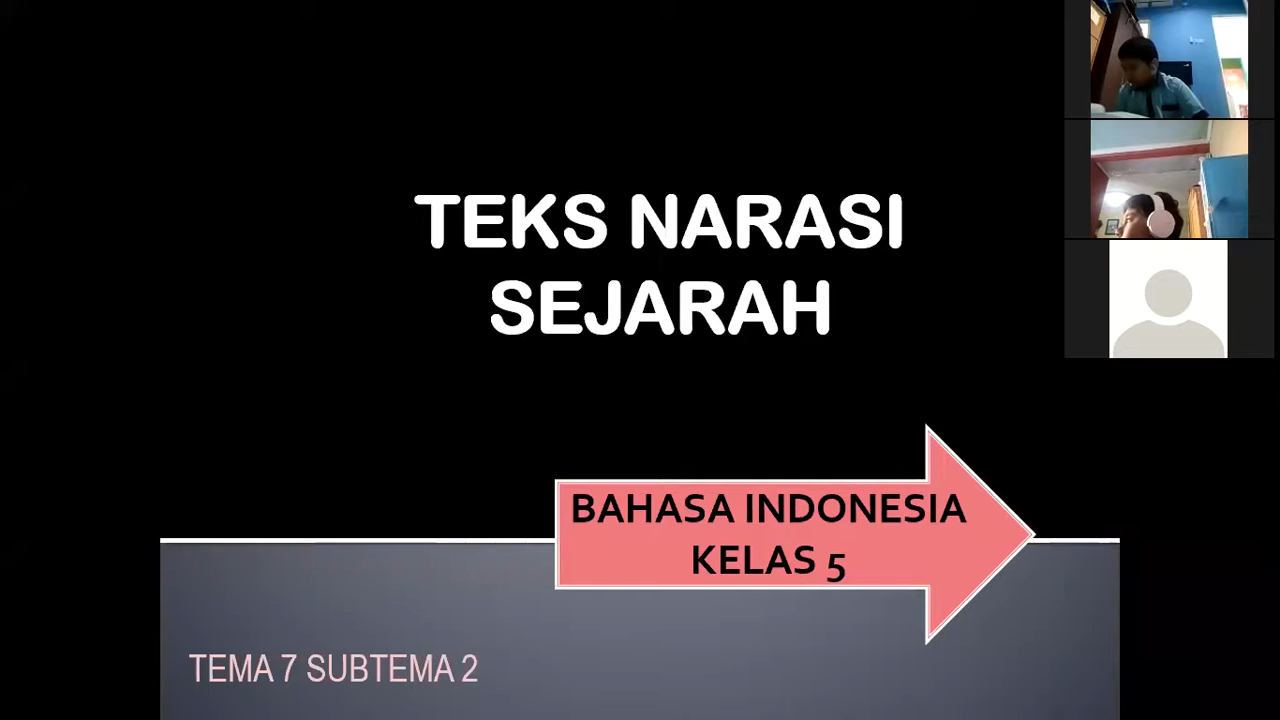 TEKS NARASI
SEJARAH
BAHASA INDONESIA
KELAS 5
TEMA 7 SUBTEMA 2